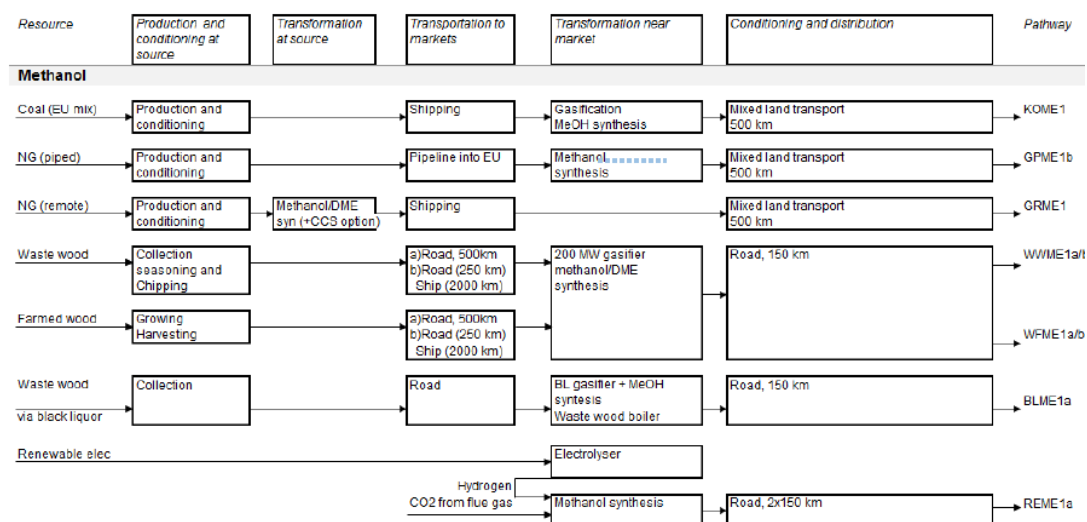 Resource
Production and
conditioning at
source
Transformation
at source
Transportation to
markets
Transformation near
market
Conditioning and distribution
Pathway
Methanol
Coal (EU mix)
Production and
conditioning
Shipping
Gasification
MeOH synthesis
Mixed land transport
500 km
KOME1
NG (piped)
Production and
conditioning
Pipeline into EU
Methanol
synthesis
Mixed land transport
500 km
GPME1b
NG (remote)
Production and
conditioning
Methanol/DME
syn (+CCS option)
Shipping
Mixed land transport
500 km
GRME1
Waste wood
Collection
seasoning and
Chipping
a)Road, 500km
b)Road (250 km)
Ship (2000 km)
200 MW gasifier
methanol/DME
synthesis
Road, 150 km
WWME1a/b
Farmed wood
Growing
Harvesting
a)Road, 500km
b)Road (250 km)
Ship (2000 km)
WFME1a/b
Waste wood
via black liquor
Collection
Road
BL gasifier + MeOH
syntesis
Waste wood boiler
Road, 150 km
BLME1a
Renewable elec
Electrolyser
Hydrogen
CO2 from flue gas
Methanol synthesis
Road, 2x150 km
REME1a